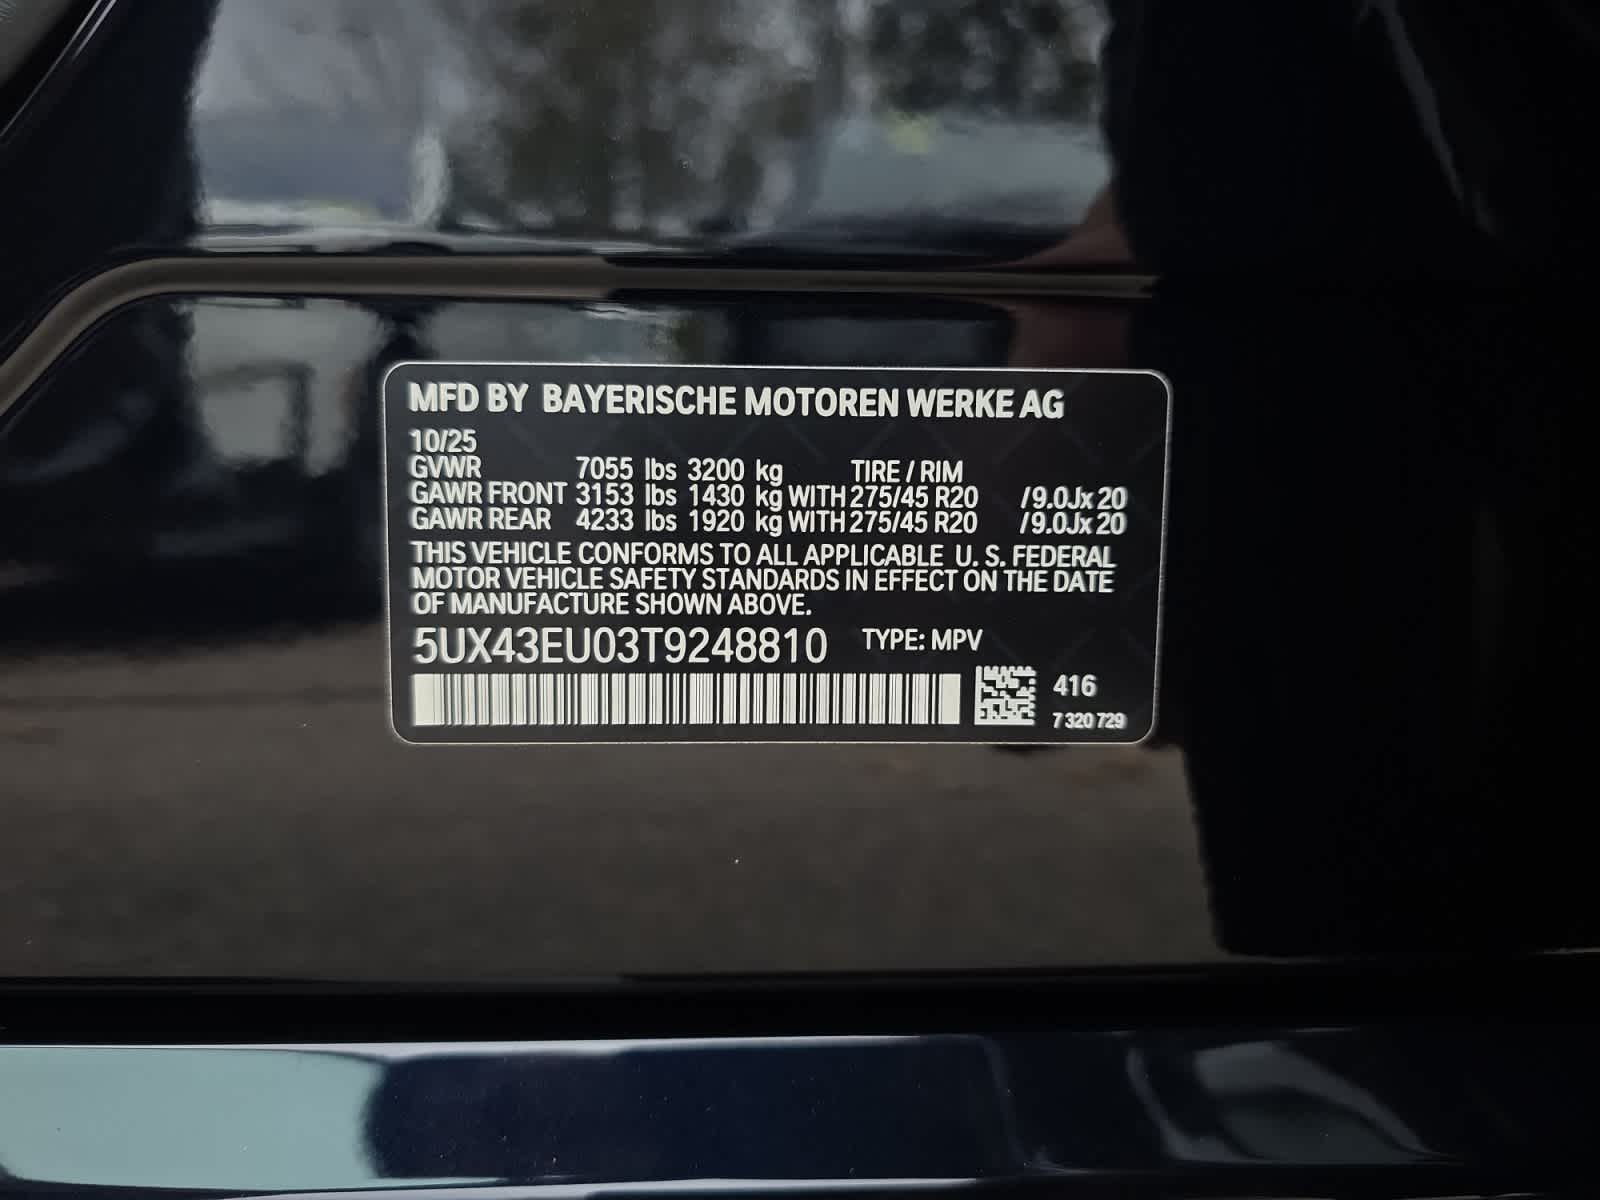 MFD BY BAYERISCHE MOTOREN WERKE AG
10/25
GVWR 7055 lbs 3200 kg TIRE / RIM
GAWR FRONT 3153 lbs 1430 kg WITH 275/45 R20 / 9.0Jx 20
GAWR REAR 4233 lbs 1920 kg WITH 275/45 R20 / 9.0Jx 20
THIS VEHICLE CONFORMS TO ALL APPLICABLE U. S. FEDERAL
MOTOR VEHICLE SAFETY STANDARDS IN EFFECT ON THE DATE
OF MANUFACTURE SHOWN ABOVE.
5UX43EU03T9248810 TYPE: MPV
416
7 320 729